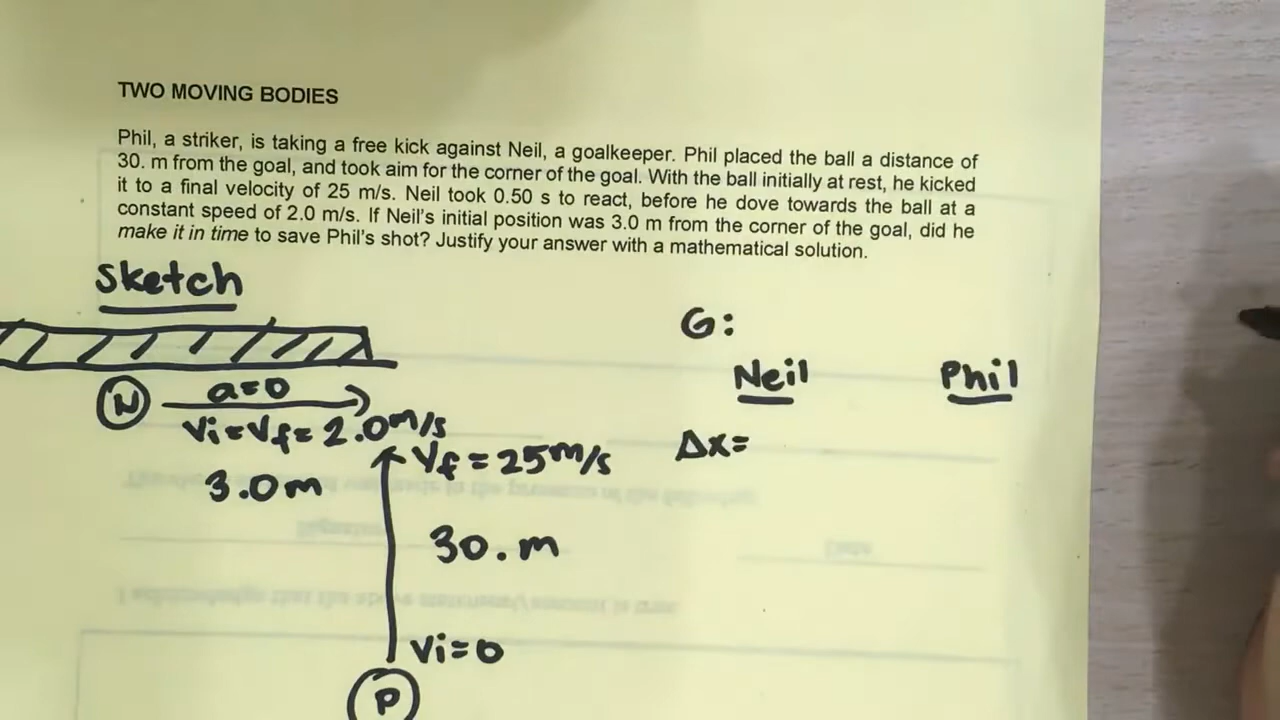 TWO MOVING BODIES
Phil, a striker, is taking a free kick against Neil, a goalkeeper. Phil placed the ball a distance of
30. m from the goal, and took aim for the corner of the goal. With the ball initially at rest, he kicked
it to a final velocity of 25 m/s. Neil took 0.50 s to react, before he dove towards the ball at a
constant speed of 2.0 m/s. If Neil's initial position was 3.0 m from the corner of the goal, did he
make it in time to save Phil's shot? Justify your answer with a mathematical solution.
Sketch
G:
Neil
Phil
N
a=0
Vi=Vf=2.0m/s
Vf=25m/s
Δx=
3.0m
30.m
Vi=0
P